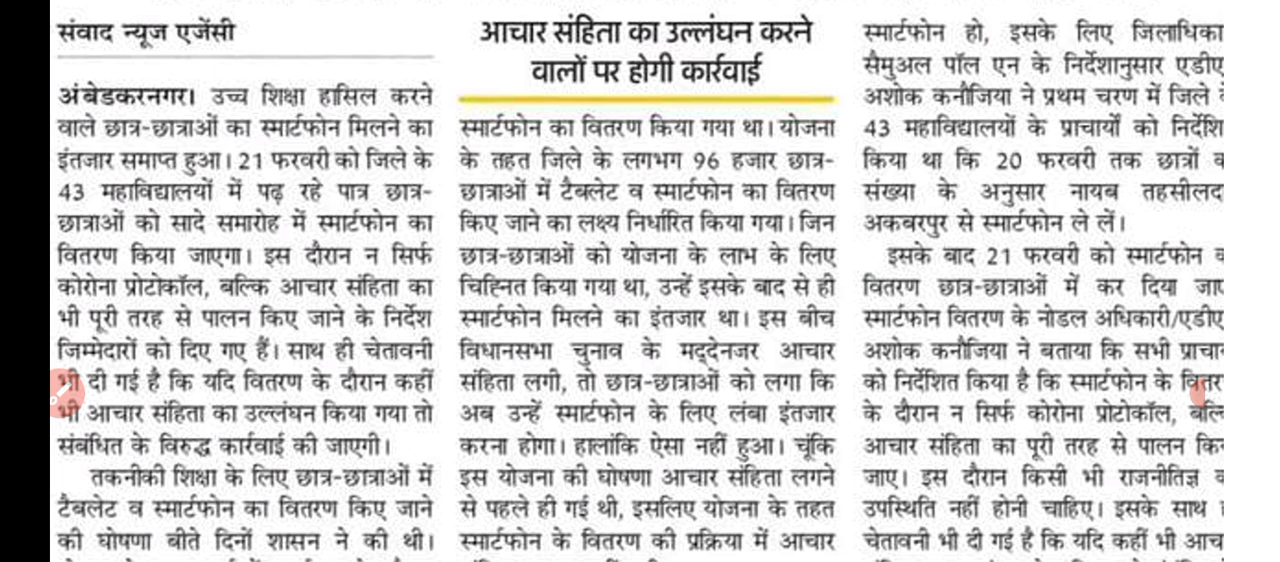 संवाद न्यूज एजेंसी
अंबेडकरनगर। उच्च शिक्षा हासिल करने
वाले छात्र-छात्राओं का स्मार्टफोन मिलने का
इंतजार समाप्त हुआ। 21 फरवरी को जिले के
43 महाविद्यालयों में पढ़ रहे पात्र छात्र-
छात्राओं को सादे समारोह में स्मार्टफोन का
वितरण किया जाएगा। इस दौरान न सिर्फ
कोरोना प्रोटोकॉल, बल्कि आचार संहिता का
भी पूरी तरह से पालन किए जाने के निर्देश
जिम्मेदारों को दिए गए हैं। साथ ही चेतावनी
भी दी गई है कि यदि वितरण के दौरान कहीं
भी आचार संहिता का उल्लंघन किया गया तो
संबंधित के विरुद्ध कार्रवाई की जाएगी।
तकनीकी शिक्षा के लिए छात्र-छात्राओं में
टैबलेट व स्मार्टफोन का वितरण किए जाने
की घोषणा बीते दिनों शासन ने की थी।
आचार संहिता का उल्लंघन करने
वालों पर होगी कार्रवाई
स्मार्टफोन का वितरण किया गया था। योजना
के तहत जिले के लगभग 96 हजार छात्र-
छात्राओं में टैबलेट व स्मार्टफोन का वितरण
किए जाने का लक्ष्य निर्धारित किया गया। जिन
छात्र-छात्राओं को योजना के लाभ के लिए
चिह्नित किया गया था, उन्हें इसके बाद से ही
स्मार्टफोन मिलने का इंतजार था। इस बीच
विधानसभा चुनाव के मद्देनजर आचार
संहिता लगी, तो छात्र-छात्राओं को लगा कि
अब उन्हें स्मार्टफोन के लिए लंबा इंतजार
करना होगा। हालांकि ऐसा नहीं हुआ। चूंकि
इस योजना की घोषणा आचार संहिता लगने
से पहले ही गई थी, इसलिए योजना के तहत
स्मार्टफोन के वितरण की प्रक्रिया में आचार
स्मार्टफोन हो, इसके लिए जिलाधिका
सैमुअल पॉल एन के निर्देशानुसार एडीए
अशोक कनौजिया ने प्रथम चरण में जिले
43 महाविद्यालयों के प्राचार्यों को निर्देशि
किया था कि 20 फरवरी तक छात्रों
संख्या के अनुसार नायब तहसीलद
अकबरपुर से स्मार्टफोन ले लें।
इसके बाद 21 फरवरी को स्मार्टफोन
वितरण छात्र-छात्राओं में कर दिया जाए
स्मार्टफोन वितरण के नोडल अधिकारी/एडीए
अशोक कनौजिया ने बताया कि सभी प्राचा
को निर्देशित किया है कि स्मार्टफोन के वितर
के दौरान न सिर्फ कोरोना प्रोटोकॉल, बल्कि
आचार संहिता का पूरी तरह से पालन कि
जाए। इस दौरान किसी भी राजनीतिज्ञ
उपस्थिति नहीं होनी चाहिए। इसके साथ
चेतावनी भी दी गई है कि यदि कहीं भी आच